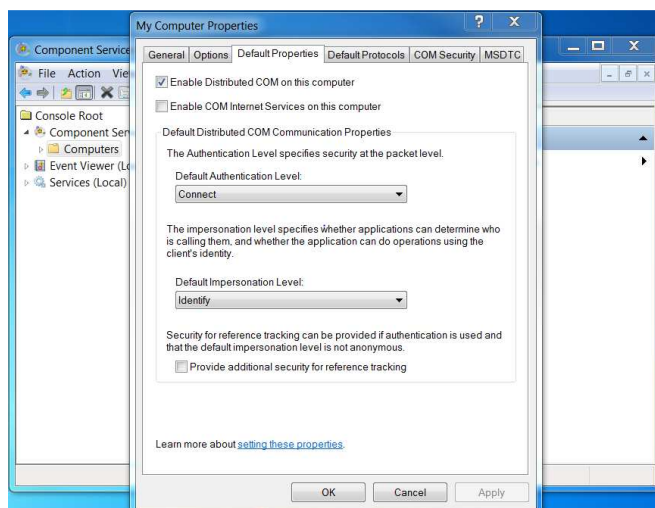 My Computer Properties
Component Service
General Options Default Properties Default Protocols COM Security MSDTC
File Action Vie
Enable Distributed COM on this computer
Enable COM Internet Services on this computer
Console Root
Component Ser
Computers
Event Viewer (Lo
Services (Local)
Default Distributed COM Communication Properties
The Authentication Level specifies security at the packet level.
Default Authentication Level:
Connect
The impersonation level specifies whether applications can determine who
is calling them, and whether the application can do operations using the
client's identity.
Default Impersonation Level:
Identify
Security for reference tracking can be provided if authentication is used and
that the default impersonation level is not anonymous.
Provide additional security for reference tracking
Learn more about setting these properties.
OK Cancel Apply